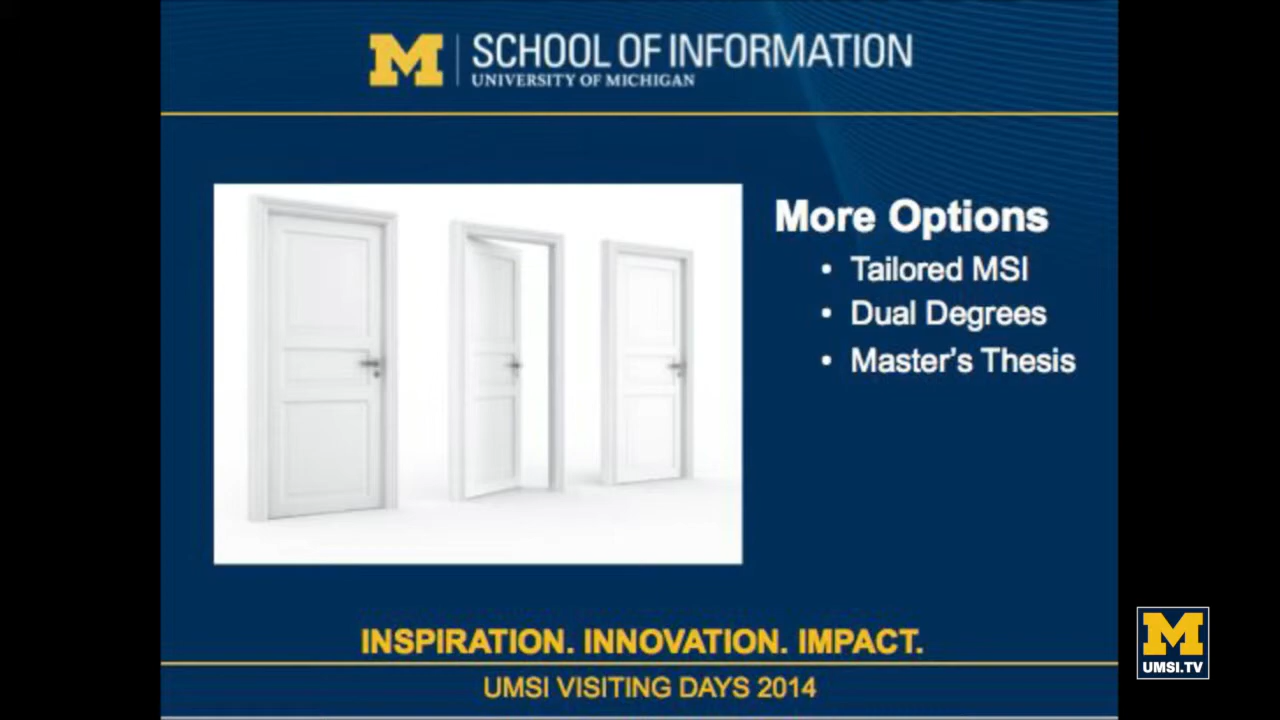 M SCHOOL OF INFORMATION
UNIVERSITY OF MICHIGAN
More Options
• Tailored MSI
• Dual Degrees
• Master's Thesis
INSPIRATION. INNOVATION. IMPACT.
UMSI VISITING DAYS 2014
M
UMSI.TV